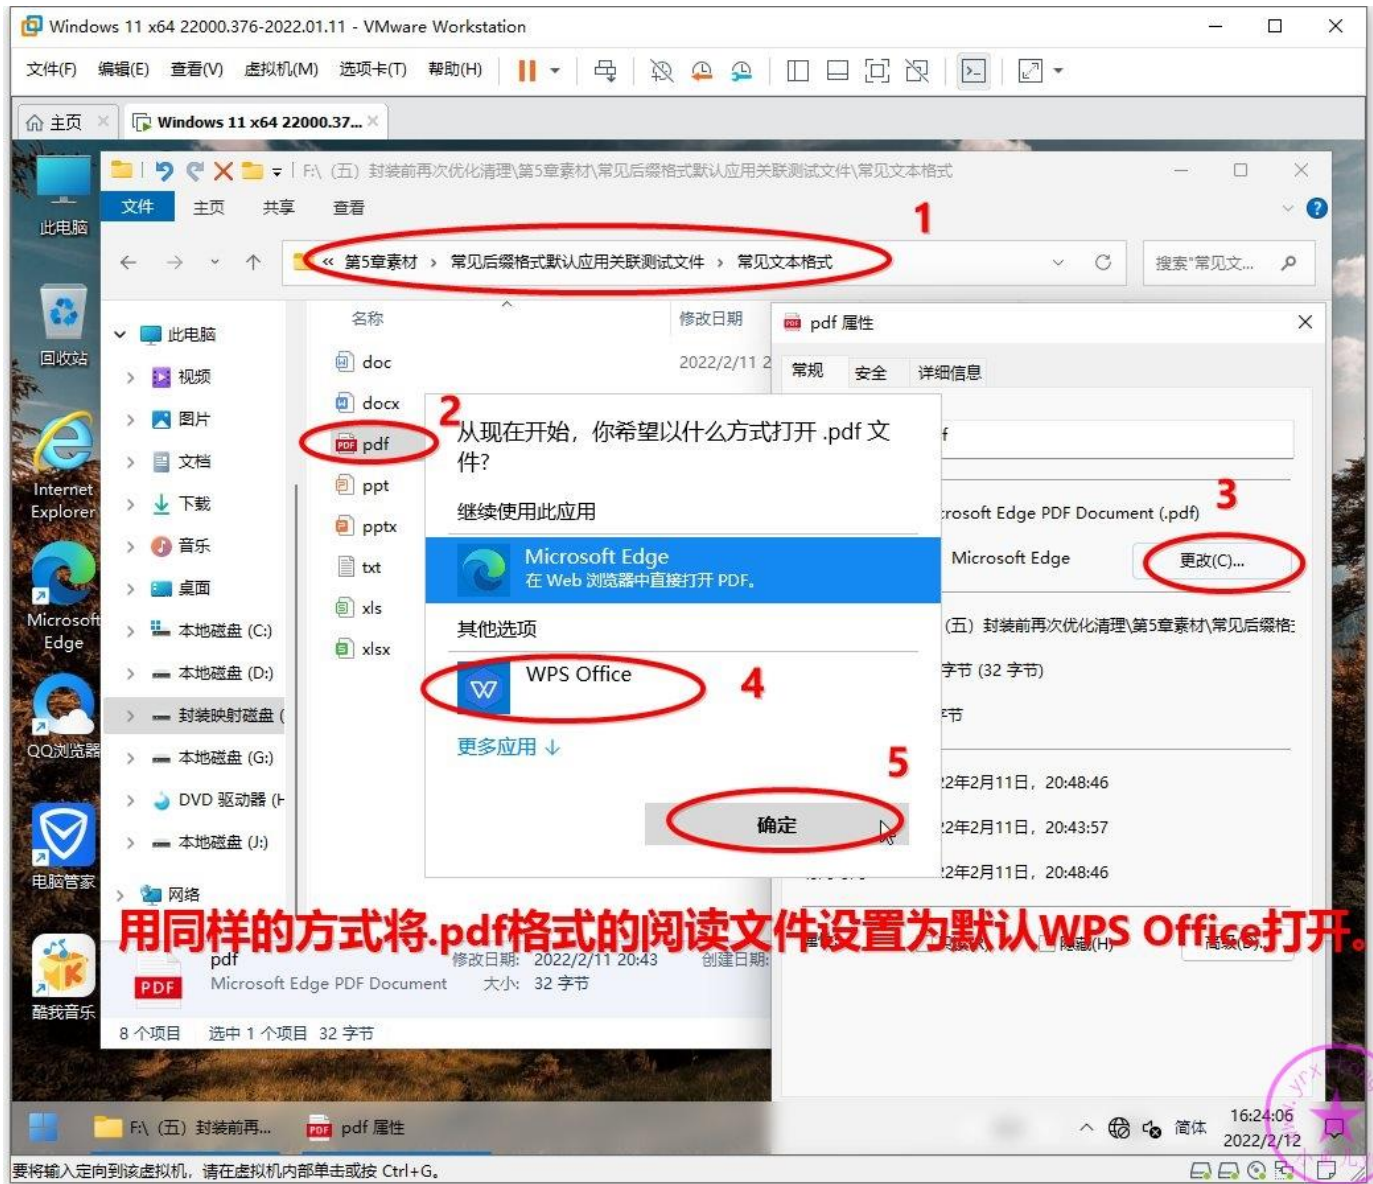 Windows 11 x64 22000.376-2022.01.11 - VMware Workstation
文件(F) 编辑(E) 查看(V) 虚拟机(M) 选项卡(T) 帮助(H)
主页 Windows 11 x64 22000.37...
F:\ (五) 封装前再次优化清理\第5章素材\常见后缀格式默认应用关联测试文件\常见文本格式
文件 主页 共享 查看
1
« 第5章素材 › 常见后缀格式默认应用关联测试文件 › 常见文本格式
搜索"常见文...
此电脑
回收站
Internet
Explorer
Microsoft
Edge
QQ浏览器
电脑管家
酷我音乐
此电脑
视频
图片
文档
下载
音乐
桌面
本地磁盘 (C:)
本地磁盘 (D:)
封装映射磁盘 (
本地磁盘 (G:)
DVD 驱动器 (H
本地磁盘 (J:)
网络
名称 修改日期
doc 2022/2/11 2
docx
pdf
ppt
pptx
txt
xls
xlsx
2
从现在开始，你希望以什么方式打开 .pdf 文
件?
继续使用此应用
Microsoft Edge
在 Web 浏览器中直接打开 PDF。
其他选项
WPS Office
4
更多应用 ↓
5
确定
pdf 属性
常规 安全 详细信息
f
3
crosoft Edge PDF Document (.pdf)
Microsoft Edge 更改(C)...
(五) 封装前再次优化清理\第5章素材\常见后缀格
字节 (32 字节)
字节
22年2月11日，20:48:46
22年2月11日，20:43:57
22年2月11日，20:48:46
隐藏(H)
用同样的方式将.pdf格式的阅读文件设置为默认WPS Office打开。
pdf 修改日期: 2022/2/11 20:43 创建日期:
PDF
Microsoft Edge PDF Document 大小: 32 字节
8 个项目 选中 1 个项目 32 字节
F:\ (五) 封装前再... pdf 属性
简体 16:24:06
2022/2/12
要将输入定向到该虚拟机，请在虚拟机内部单击或按 Ctrl+G。